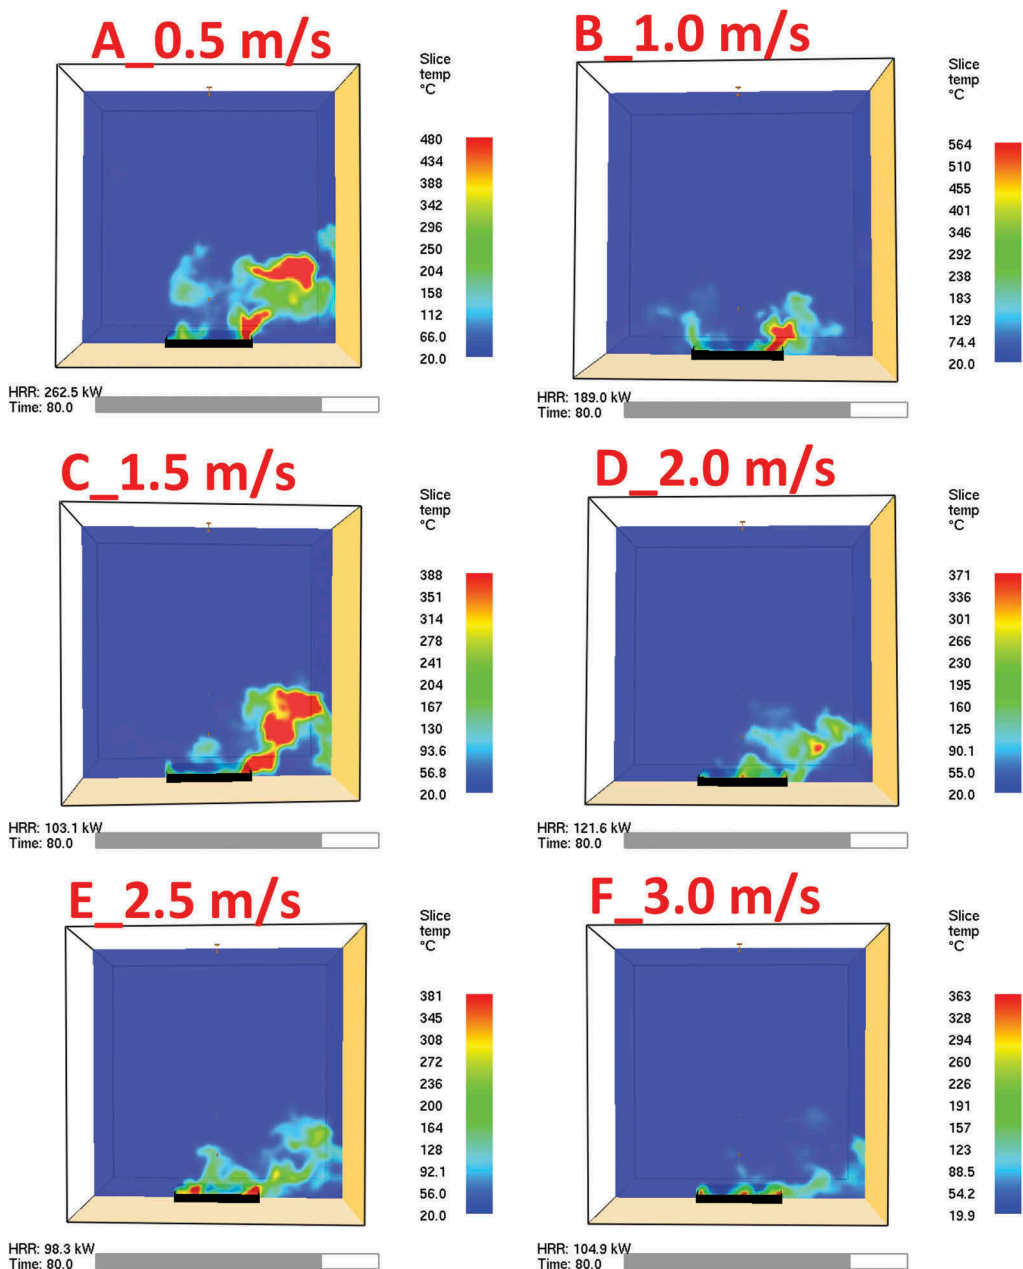 A_0.5 m/s
Slice
temp
°C
480
434
388
342
296
250
204
158
112
66.0
20.0
HRR: 262.5 kW
Time: 80.0
B_1.0 m/s
Slice
temp
°C
564
510
455
401
346
292
238
183
129
74.4
20.0
HRR: 189.0 kW
Time: 80.0
C_1.5 m/s
Slice
temp
°C
388
351
314
278
241
204
167
130
93.6
56.8
20.0
HRR: 103.1 kW
Time: 80.0
D_2.0 m/s
Slice
temp
°C
371
336
301
266
230
195
160
125
90.1
55.0
20.0
HRR: 121.6 kW
Time: 80.0
E_2.5 m/s
Slice
temp
°C
381
345
308
272
236
200
164
128
92.1
56.0
20.0
HRR: 98.3 kW
Time: 80.0
F_3.0 m/s
Slice
temp
°C
363
328
294
260
226
191
157
123
88.5
54.2
19.9
HRR: 104.9 kW
Time: 80.0